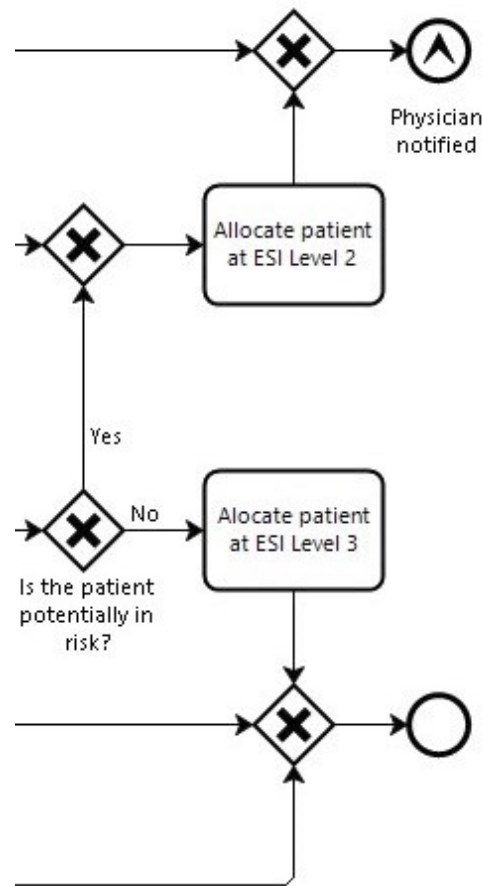 Physician
notified
Allocate patient
at ESI Level 2
Yes
No
Alocate patient
at ESI Level 3
Is the patient
potentially in
risk?